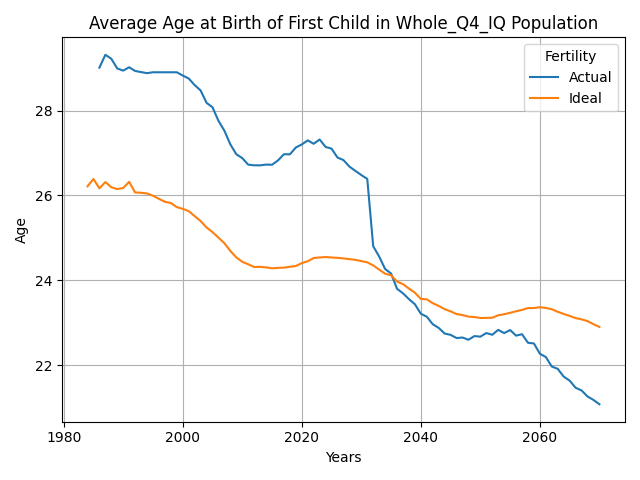 Average Age at Birth of First Child in Whole_Q4_IQ Population
Fertility
Actual
Ideal
Age
28
26
24
22
1980
2000
2020
2040
2060
Years